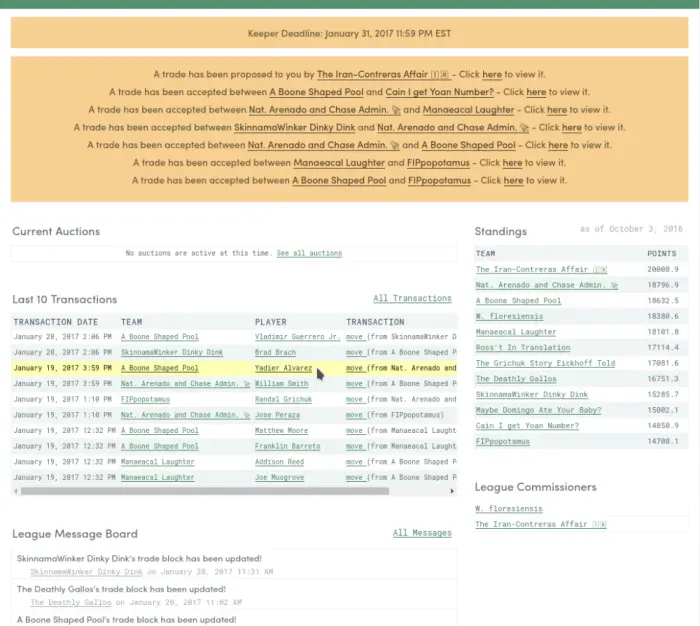 Keeper Deadline: January 31, 2017 11:59 PM EST
A trade has been proposed to you by The Iran-Contreras Affair 🇮🇷 - Click here to view it.
A trade has been accepted between A Boone Shaped Pool and Cain I get Yoan Number? - Click here to view it.
A trade has been accepted between Nat. Arenado and Chase Admin. 🚀 and Manaeacal Laughter - Click here to view it.
A trade has been accepted between SkinnamaWinker Dinky Dink and Nat. Arenado and Chase Admin. 🚀 - Click here to view it.
A trade has been accepted between Nat. Arenado and Chase Admin. 🚀 and A Boone Shaped Pool - Click here to view it.
A trade has been accepted between Manaeacal Laughter and FIPpopotamus - Click here to view it.
A trade has been accepted between A Boone Shaped Pool and FIPpopotamus - Click here to view it.
Current Auctions
No auctions are active at this time. See all auctions
Last 10 Transactions All Transactions
TRANSACTION DATE TEAM PLAYER TRANSACTION
January 20, 2017 2:06 PM A Boone Shaped Pool Vladimir Guerrero Jr. move (from SkinnamaWinker D
January 20, 2017 2:06 PM SkinnamaWinker Dinky Dink Brad Brach move (from A Boone Shaped P
January 19, 2017 3:59 PM A Boone Shaped Pool Yadier Alvarez move (from Nat. Arenado and
January 19, 2017 3:59 PM Nat. Arenado and Chase Admin. 🚀 William Smith move (from A Boone Shaped P
January 19, 2017 1:10 PM FIPpotamus Randal Grichuk move (from Nat. Arenado and
January 19, 2017 1:10 PM Nat. Arenado and Chase Admin. 🚀 Jose Peraza move (from FIPpopotamos)
January 19, 2017 12:32 PM A Boone Shaped Pool Matthew Moore move (from Manaeacal Laught
January 19, 2017 12:32 PM A Boone Shaped Pool Franklin Barreto move (from Manaeacal Laught
January 19, 2017 12:32 PM Manaeacal Laughter Addison Reed move (from A Boone Shaped P
January 19, 2017 12:32 PM Manaeacal Laughter Joe Musgrove move (from A Boone Shaped P
League Message Board All Messages
SkinnamaWinker Dinky Dink's trade block has been updated!
SkinnamaWinker Dinky Dink on January 20, 2017 11:31 AM
The Deathly Gallos's trade block has been updated!
The Deathly Gallos on January 20, 2017 11:02 AM
A Boone Shaped Pool's trade block has been updated!
Standings as of October 3, 2016
TEAM POINTS
The Iran-Contreras Affair 🇮🇷 20008.9
Nat. Arenado and Chase Admin. 🚀 18796.9
A Boone Shaped Pool 18632.5
W. floresiensis 18380.6
Manaeacal Laughter 18101.8
Ross't In Translation 17114.4
The Grichuk Story Eickhoff Told 17081.6
The Deathly Gallos 16751.3
SkinnamaWinker Dinky Dink 15285.7
Maybe Domingo Ate Your Baby? 15002.1
Cain I get Yoan Number? 14850.9
FIPpopotamus 14708.1
League Commissioners
W. floresiensis
The Iran-Contreras Affair 🇮🇷